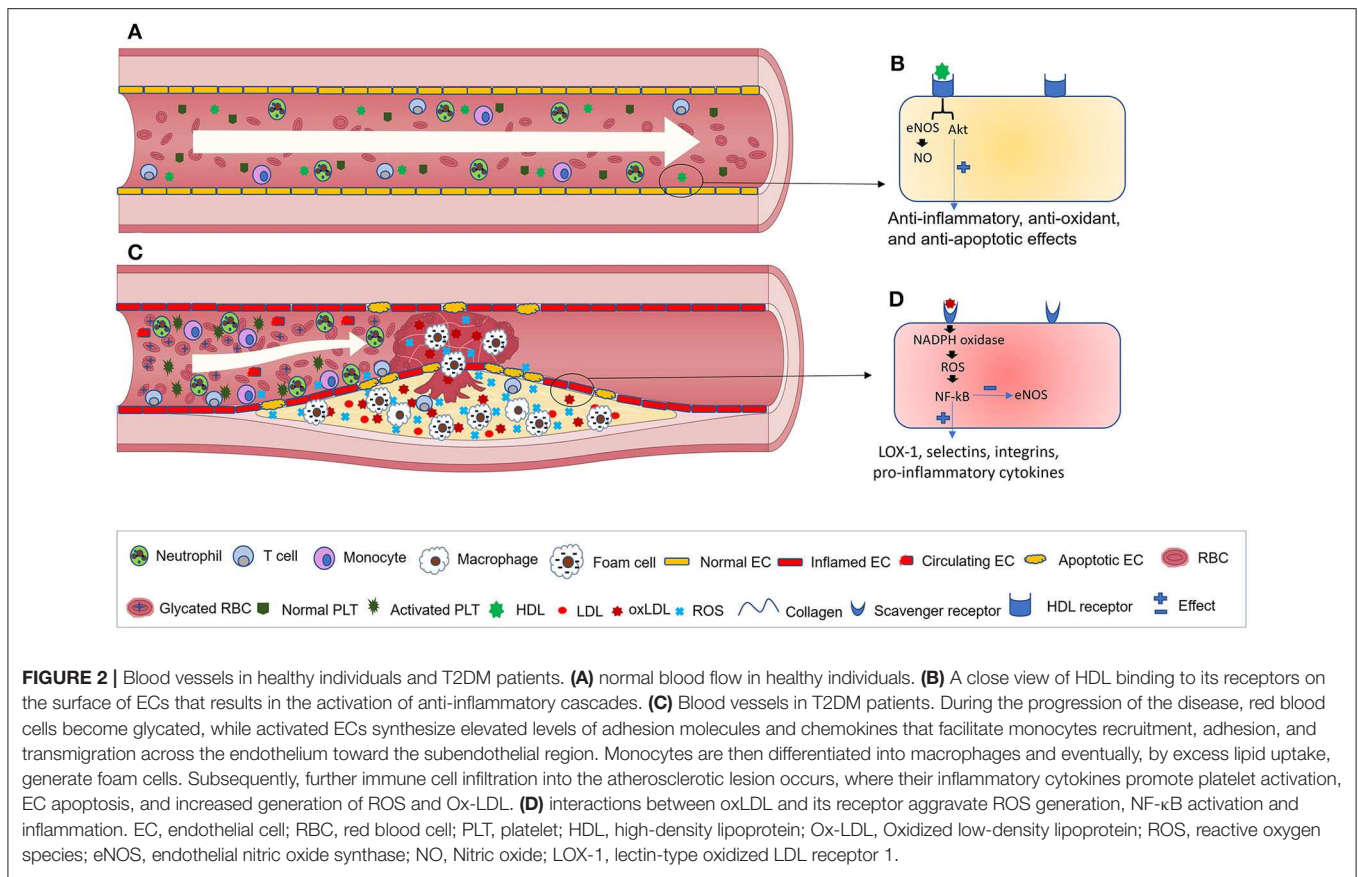 A
B
eNOS Akt
NO
Anti-inflammatory, anti-oxidant,
and anti-apoptotic effects
C
D
NADPH oxidase
ROS
NF-kB
eNOS
LOX-1, selectins, integrins,
pro-inflammatory cytokines
Neutrophil T cell Monocyte Macrophage Foam cell Normal EC Inflamed EC Circulating EC Apoptotic EC RBC
Glycated RBC Normal PLT Activated PLT HDL LDL oxLDL ROS Collagen Scavenger receptor HDL receptor Effect
FIGURE 2 | Blood vessels in healthy individuals and T2DM patients. (A) normal blood flow in healthy individuals. (B) A close view of HDL binding to its receptors on
the surface of ECs that results in the activation of anti-inflammatory cascades. (C) Blood vessels in T2DM patients. During the progression of the disease, red blood
cells become glycated, while activated ECs synthesize elevated levels of adhesion molecules and chemokines that facilitate monocytes recruitment, adhesion, and
transmigration across the endothelium toward the subendothelial region. Monocytes are then differentiated into macrophages and eventually, by excess lipid uptake,
generate foam cells. Subsequently, further immune cell infiltration into the atherosclerotic lesion occurs, where their inflammatory cytokines promote platelet activation,
EC apoptosis, and increased generation of ROS and Ox-LDL. (D) interactions between oxLDL and its receptor aggravate ROS generation, NF-κB activation and
inflammation. EC, endothelial cell; RBC, red blood cell; PLT, platelet; HDL, high-density lipoprotein; Ox-LDL, Oxidized low-density lipoprotein; ROS, reactive oxygen
species; eNOS, endothelial nitric oxide synthase; NO, Nitric oxide; LOX-1, lectin-type oxidized LDL receptor 1.